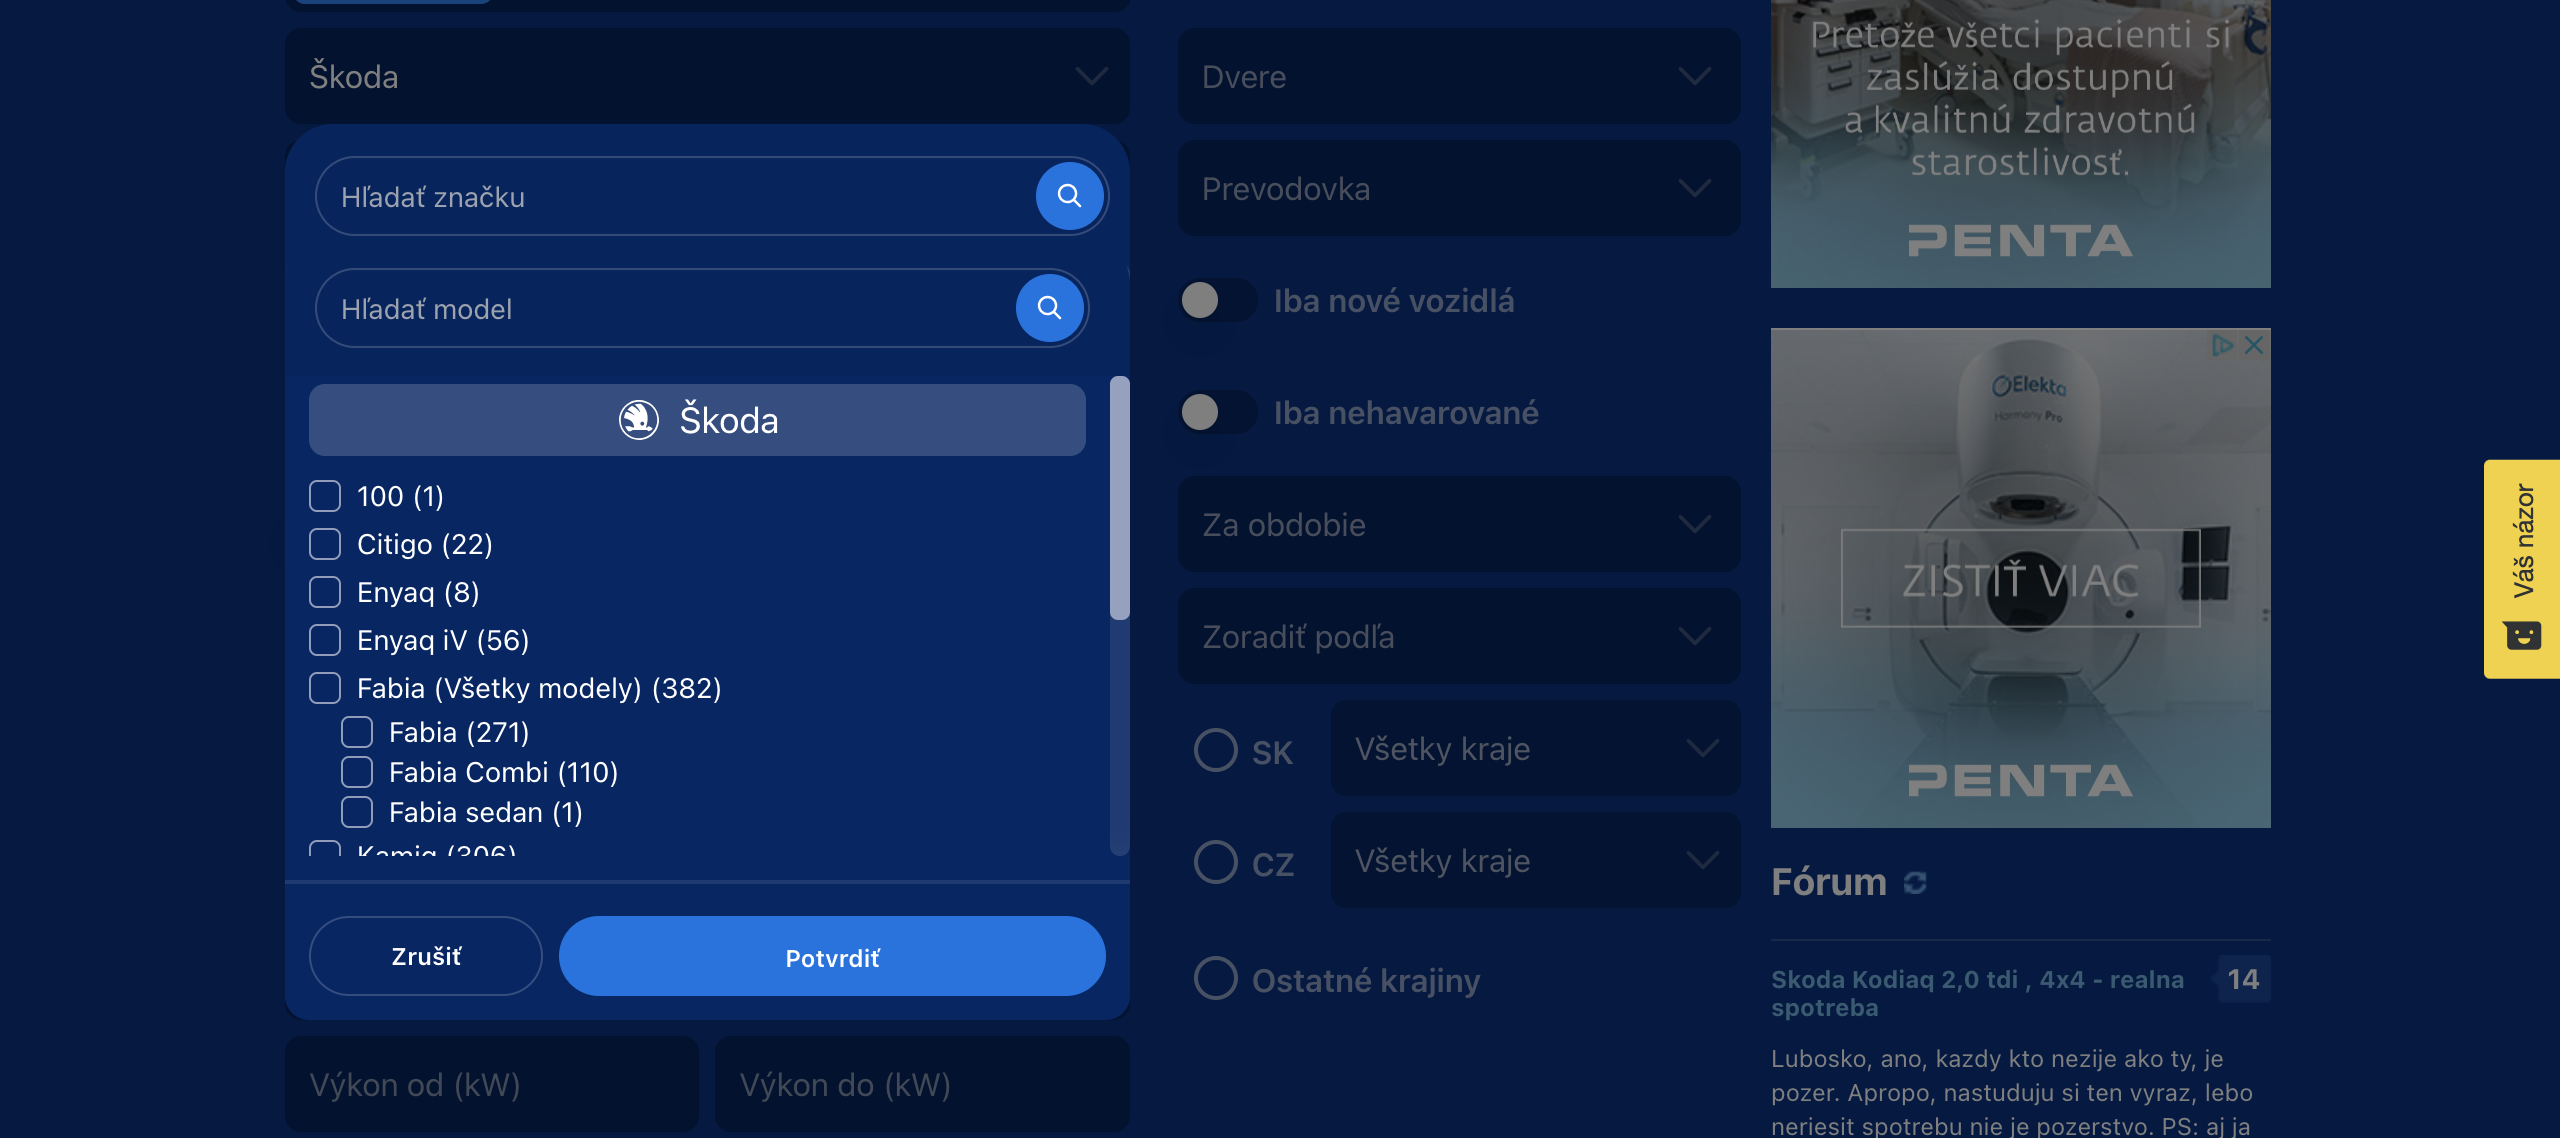 Škoda
Hľadať značku
Hľadať model
Škoda
100 (1)
Citigo (22)
Enyaq (8)
Enyaq iV (56)
Fabia (Všetky modely) (382)
Fabia (271)
Fabia Combi (110)
Fabia sedan (1)
Kamiq (306)
Zrušiť
Potvrdiť
Výkon od (kW)
Výkon do (kW)
Dvere
Prevodovka
Iba nové vozidlá
Iba nehavarované
Za obdobie
Zoradiť podľa
SK
Všetky kraje
CZ
Všetky kraje
Ostatné krajiny
Pretože všetci pacienti si
zaslúžia dostupnú
a kvalitnú zdravotnú
starostlivosť.
PENTA
Elekta
Harmony Pro
ZISTIŤ VIAC
PENTA
Fórum
Skoda Kodiaq 2,0 tdi , 4x4 - realna
spotreba
14
Lubosko, ano, kazdy kto nezije ako ty, je
pozer. Apropo, nastuduju si ten vyraz, lebo
neriesit spotrebu nie je pozerstvo. PS: aj ja
Váš názor